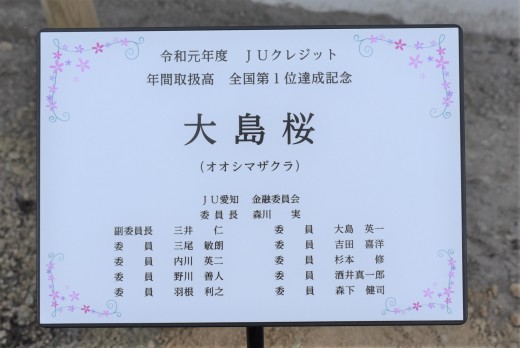 令和元年度 JUクレジット
年間取扱高 全国第1位達成記念
大島桜
(オオシマザクラ)
JU愛知 金融委員会
委員長 森川 実
副委員長 三井 仁 委員 大島 英一
委員 三尾 敏朗 委員 吉田 喜洋
委員 内川 英二 委員 杉本 修
委員 野川 善人 委員 酒井真一郎
委員 羽根 利之 委員 森下 健司